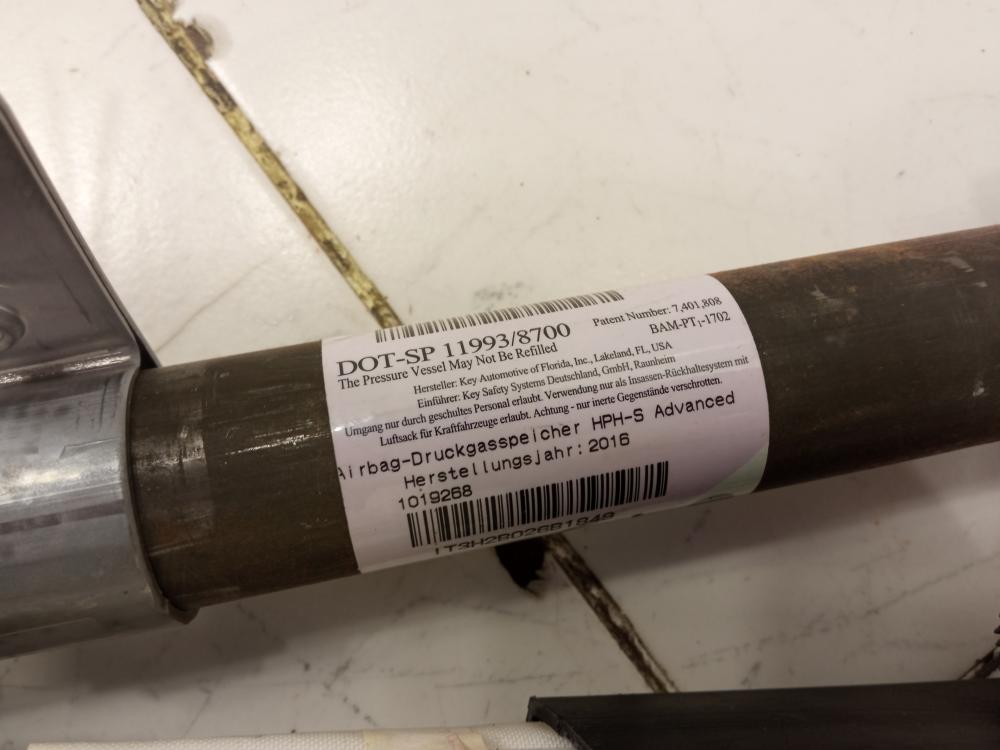 DOT-SP 11993/8700
Patent Number: 7,401,808
The Pressure Vessel May Not Be Refilled
BAM-PT₁-1702
Hersteller: Key Automotive of Florida, Inc., Lakeland, FL, USA
Einführer: Key Safety Systems Deutschland, GmbH, Raunheim
Umgang nur durch geschultes Personal erlaubt. Verwendung nur als Insassen-Rückhaltesystem mit
Luftsack für Kraftfahrzeuge erlaubt. Achtung - nur inerte Gegenstände verschrotten.
Airbag-Druckgasspeicher HPH-S Advanced
Herstellungsjahr: 2016
1019268